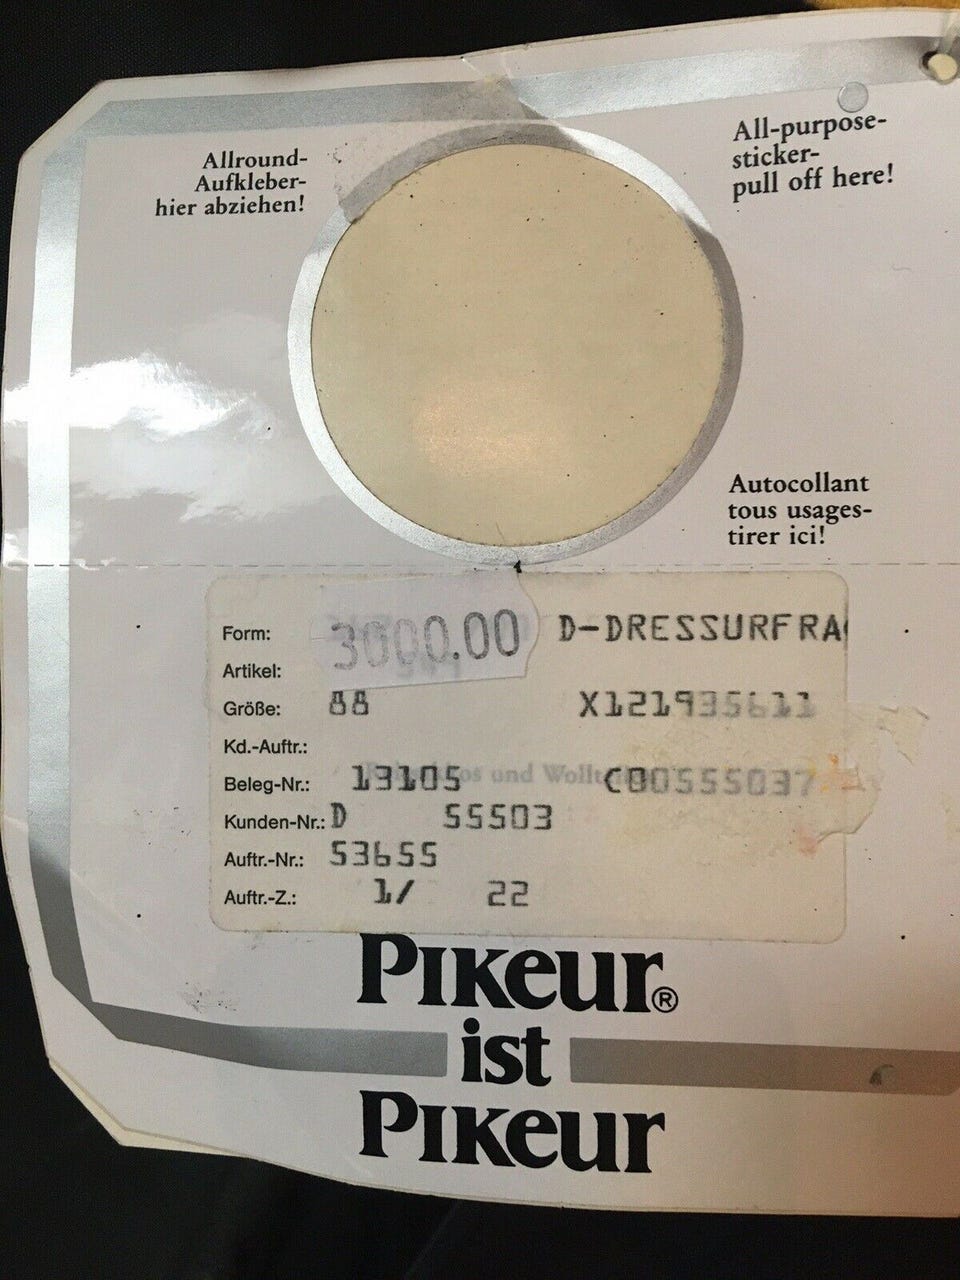 Allround-
Aufkleber-
hier abziehen!
All-purpose-
sticker-
pull off here!
Autocollant
tous usages-
tirer ici!
Form: 3000.00 D-DRESSURFRA
Artikel:
Größe: 88 X121935611
Kd.-Auftr.:
Beleg-Nr.: 13105 C00555037
Kunden-Nr.: D 55503
Auftr.-Nr.: 53655
Auftr.-Z.: 1/ 22
PIKEUR®
ist
PIKEUR